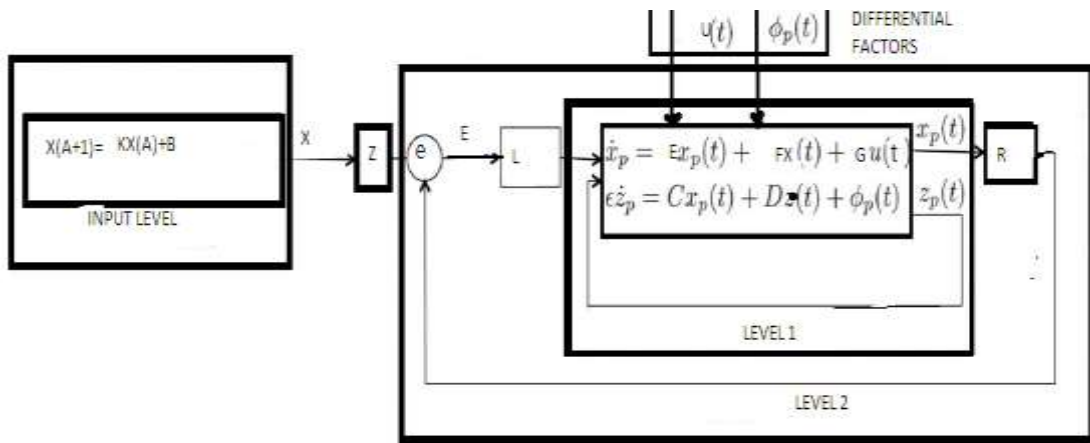 DIFFERENTIAL
FACTORS
U(t) ϕ_p(t)
X(A+1)= KX(A)+B
INPUT LEVEL
X
Z
e
E
L
ẋ_p = Ex_p(t) + FX(t) + Gu(t)
ϵż_p = Cx_p(t) + Dz(t) + ϕ_p(t)
x_p(t)
z_p(t)
R
LEVEL 1
LEVEL 2